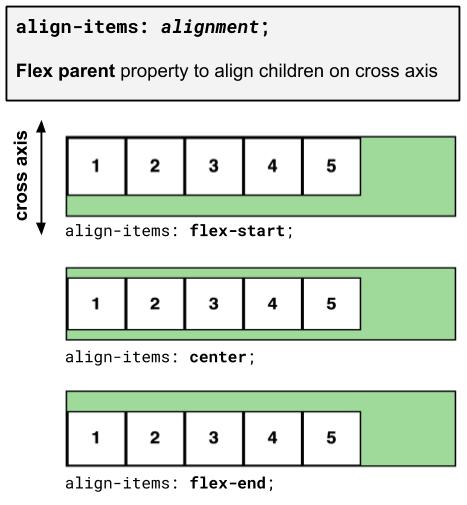 align-items: alignment;
Flex parent property to align children on cross axis
cross axis
1 2 3 4 5
align-items: flex-start;
1 2 3 4 5
align-items: center;
1 2 3 4 5
align-items: flex-end;